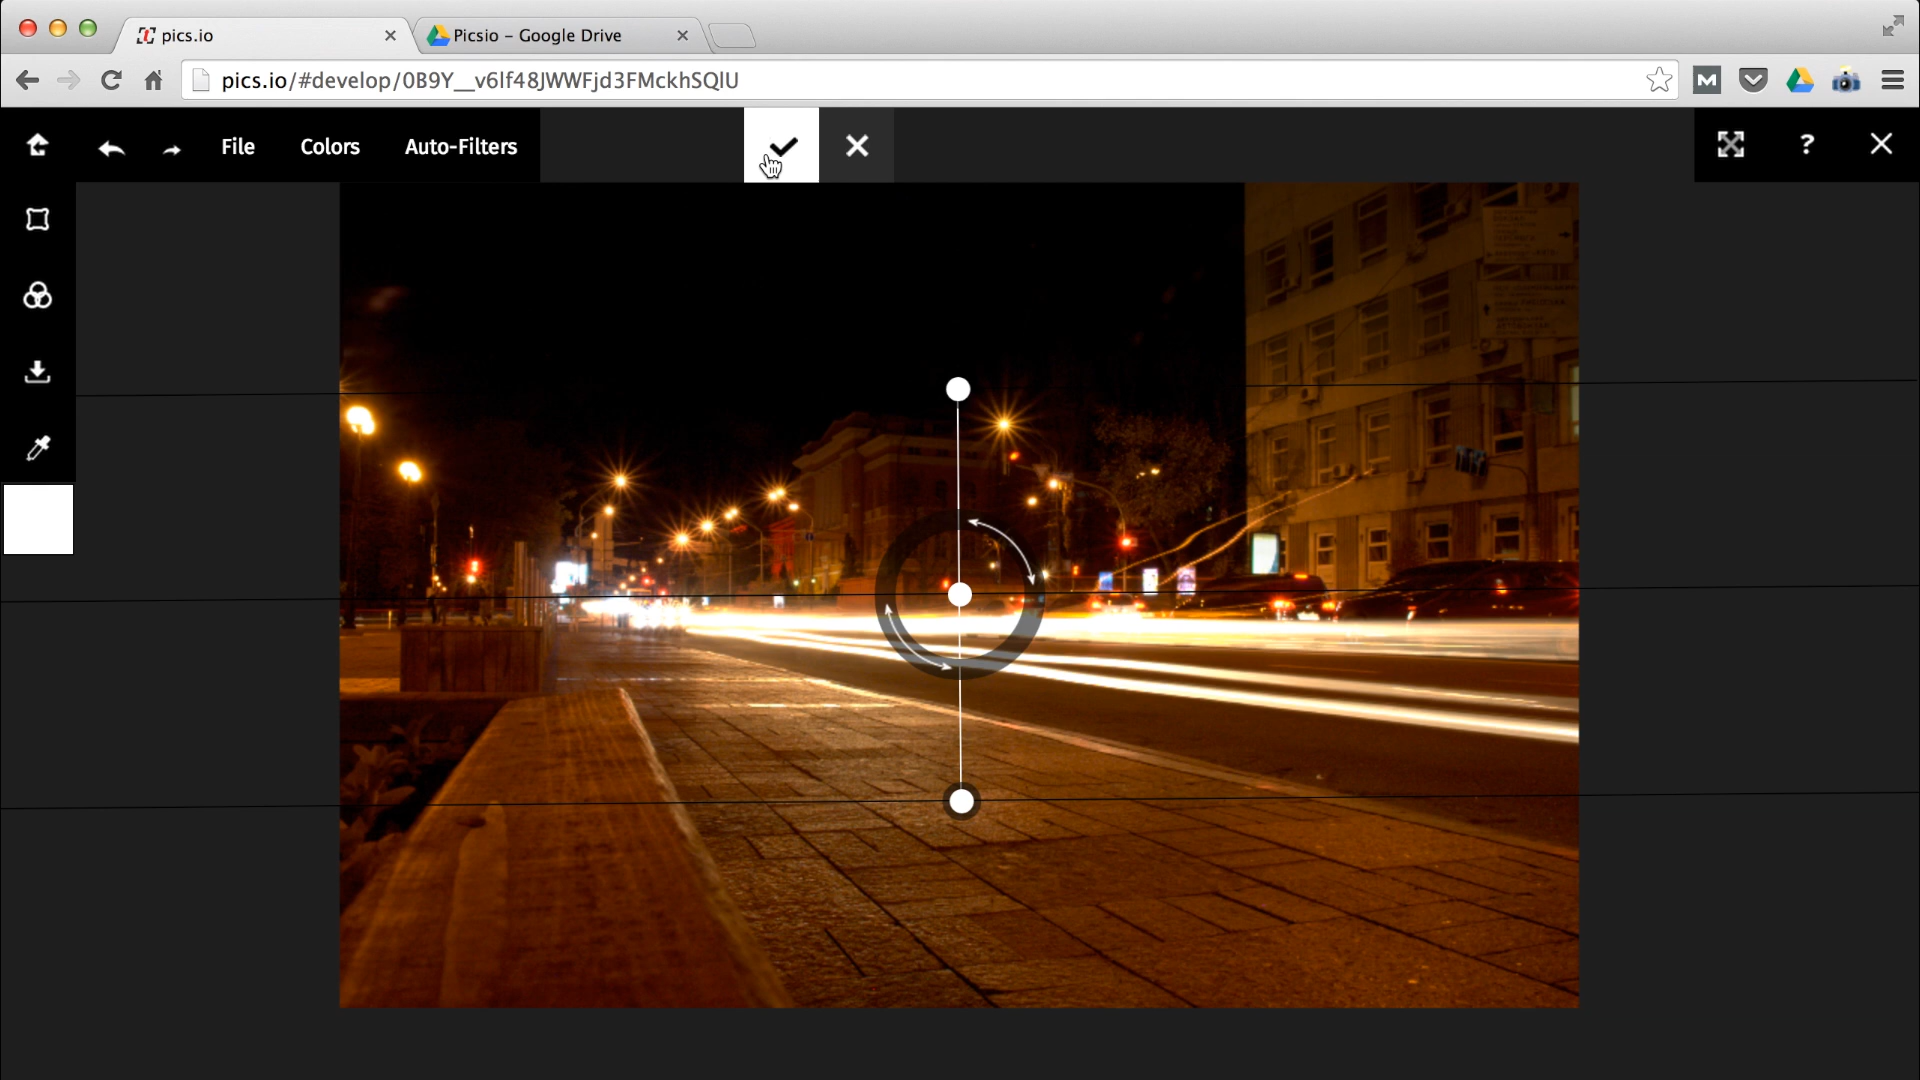 pics.io
Picsio – Google Drive
pics.io/#develop/0B9Y__v6lf48JWWFjd3FMckhSQlU
File
Colors
Auto-Filters
?